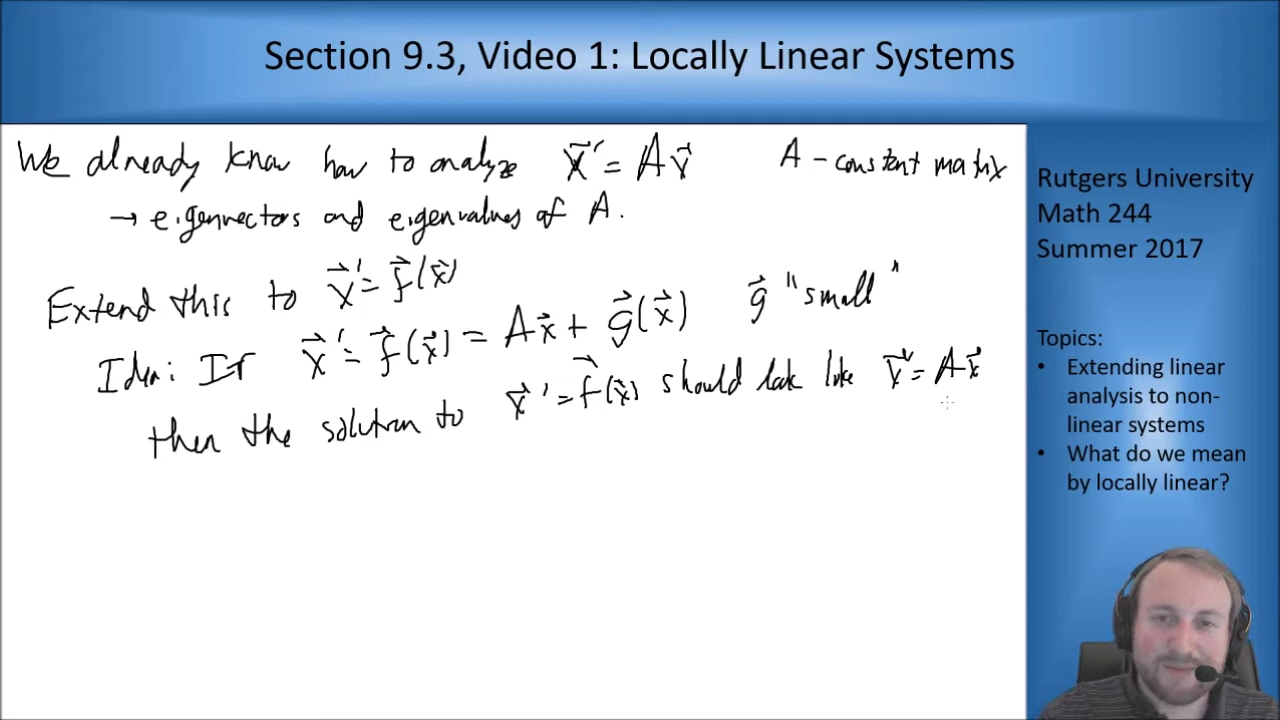 Section 9.3, Video 1: Locally Linear Systems
We already know how to analyze x⃗' = Ax⃗ A - constant matrix
→ eigenvectors and eigenvalues of A.
Extend this to x⃗' = f⃗(x⃗)
Idea: If x⃗' = f⃗(x⃗) = Ax⃗ + g⃗(x⃗) g⃗ "small"
then the solution to x⃗' = f⃗(x⃗) should look like x⃗' = Ax⃗
Rutgers University
Math 244
Summer 2017
Topics:
• Extending linear
analysis to non-
linear systems
• What do we mean
by locally linear?